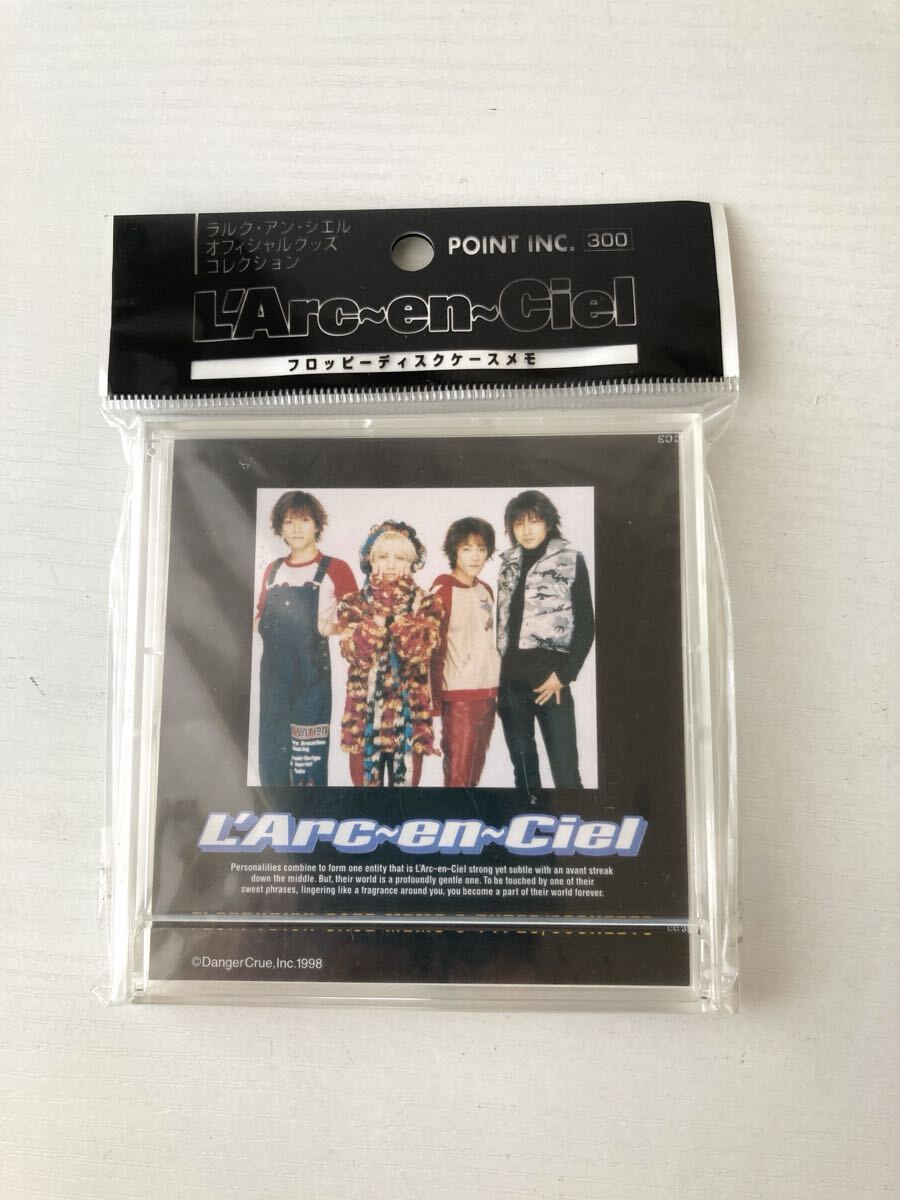 ラルク・アン・シエル
オフィシャルグッズ
コレクション
POINT INC. 300
L'Arc~en~Ciel
フロッピーディスクケースメモ
L'Arc~en~Ciel
Personalities combine to form one entity that is L'Arc~en~Ciel strong yet subtle with an avant streak
down the middle. But, their world is a profoundly gentle one. To be touched by one of their
sweet phrases, lingering like a fragrance around you, you become a part of their world forever.
©DangerCrue,Inc.1998